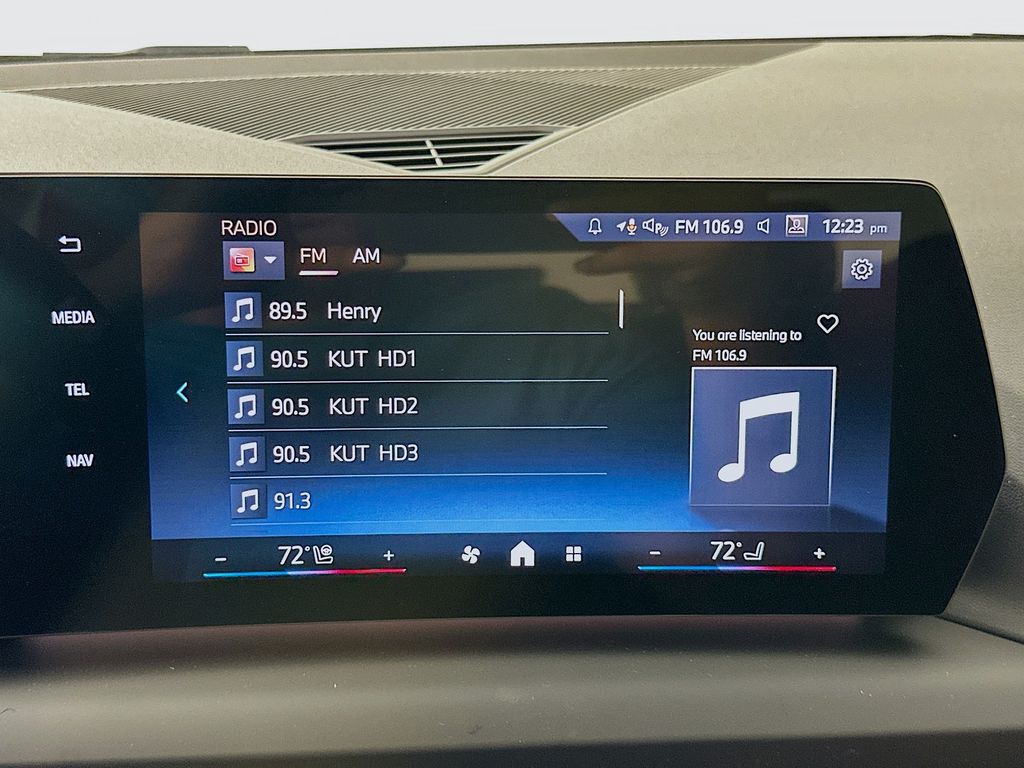 RADIO
FM 106.9 12:23 pm
FM AM
89.5 Henry
You are listening to
FM 106.9
90.5 KUT HD1
90.5 KUT HD2
90.5 KUT HD3
91.3
MEDIA
TEL
NAV
- 72° +
- 72° +